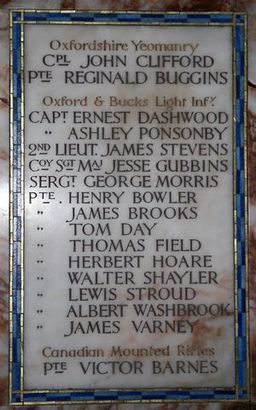 Oxfordshire Yeomanry
CPL JOHN CLIFFORD
PTE REGINALD BUGGINS
Oxford & Bucks Light Infy.
CAPT ERNEST DASHWOOD
" ASHLEY PONSONBY
2ND LIEUT. JAMES STEVENS
COY SGT MAJ JESSE GUBBINS
SERGT GEORGE MORRIS
PTE. HENRY BOWLER
" JAMES BROOKS
" TOM DAY
" THOMAS FIELD
" HERBERT HOARE
" WALTER SHAYLER
" LEWIS STROUD
" ALBERT WASHBROOK
" JAMES VARNEY
Canadian Mounted Rifles
PTE VICTOR BARNES